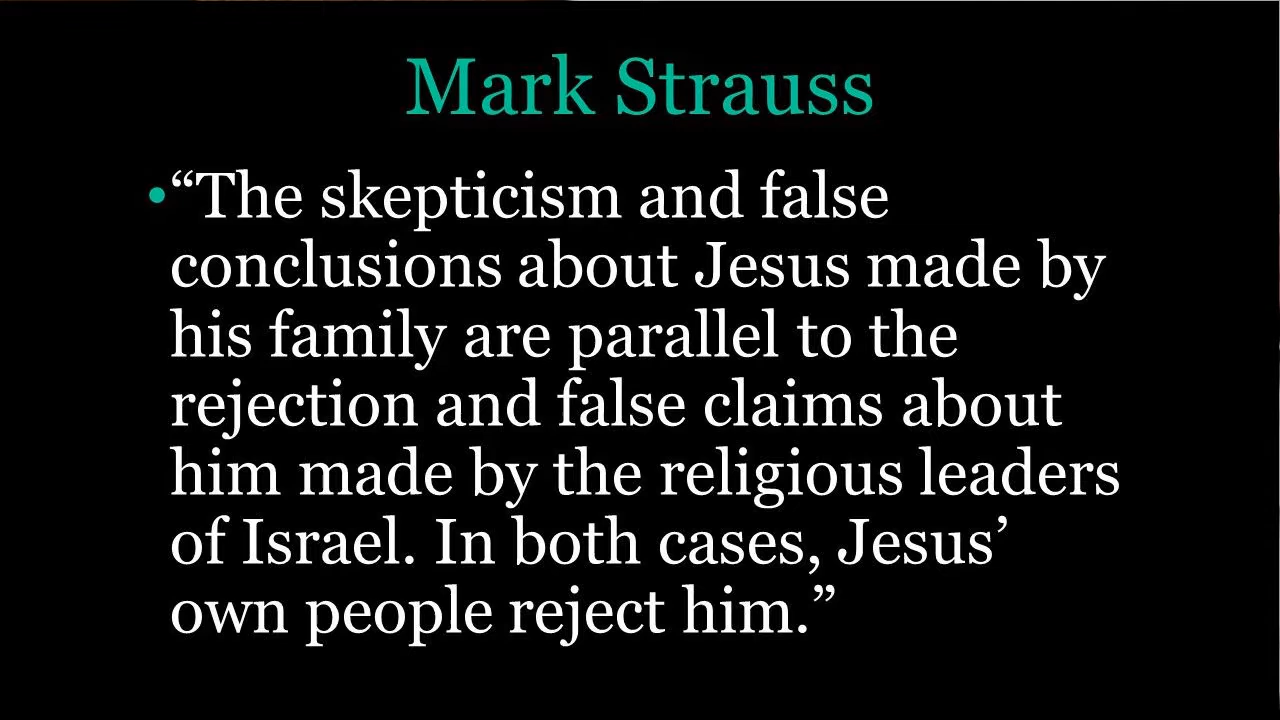 Mark Strauss
•“The skepticism and false
conclusions about Jesus made by
his family are parallel to the
rejection and false claims about
him made by the religious leaders
of Israel. In both cases, Jesus’
own people reject him.”